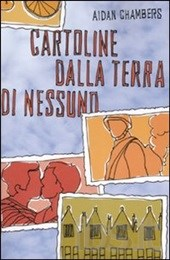 AIDAN CHAMBERS
CARTOLINE
DALLA TERRA
DI NESSUNO